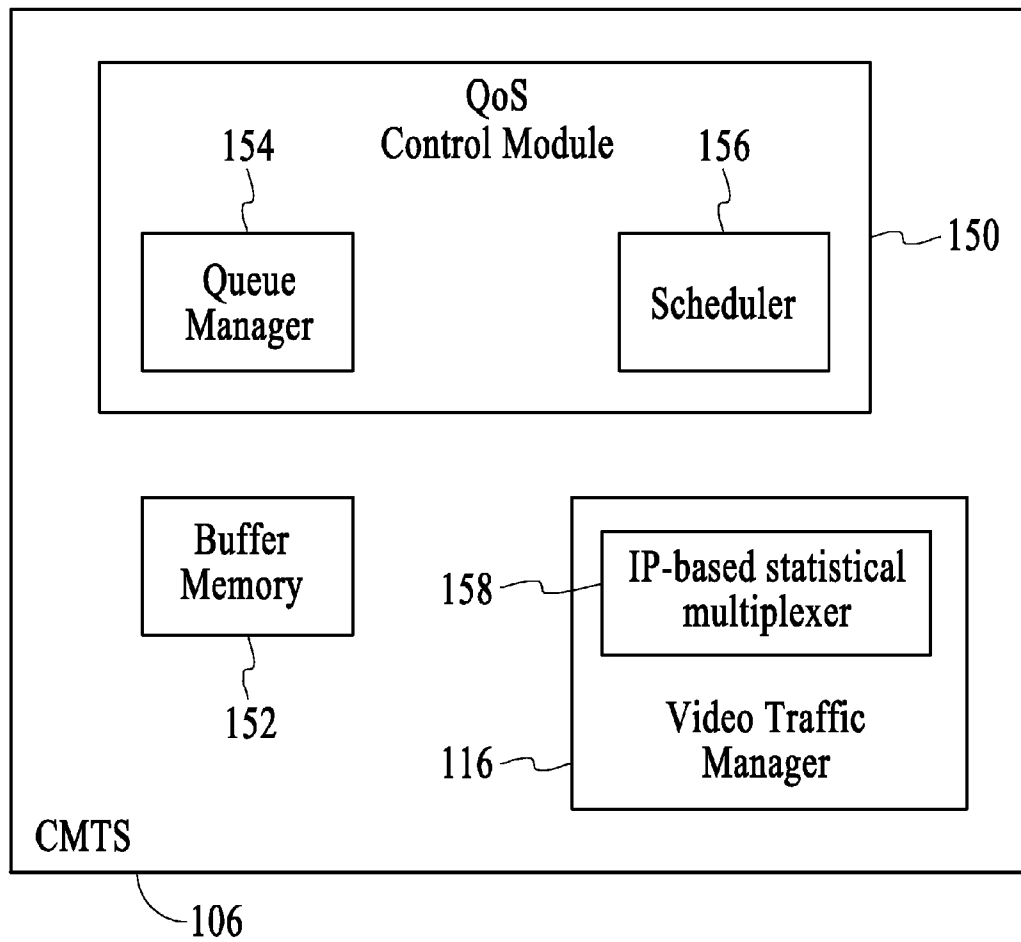 QoS
Control Module
154
156
150
Queue
Manager
Scheduler
Buffer
Memory
152
158
IP-based statistical
multiplexer
116
Video Traffic
Manager
CMTS
106